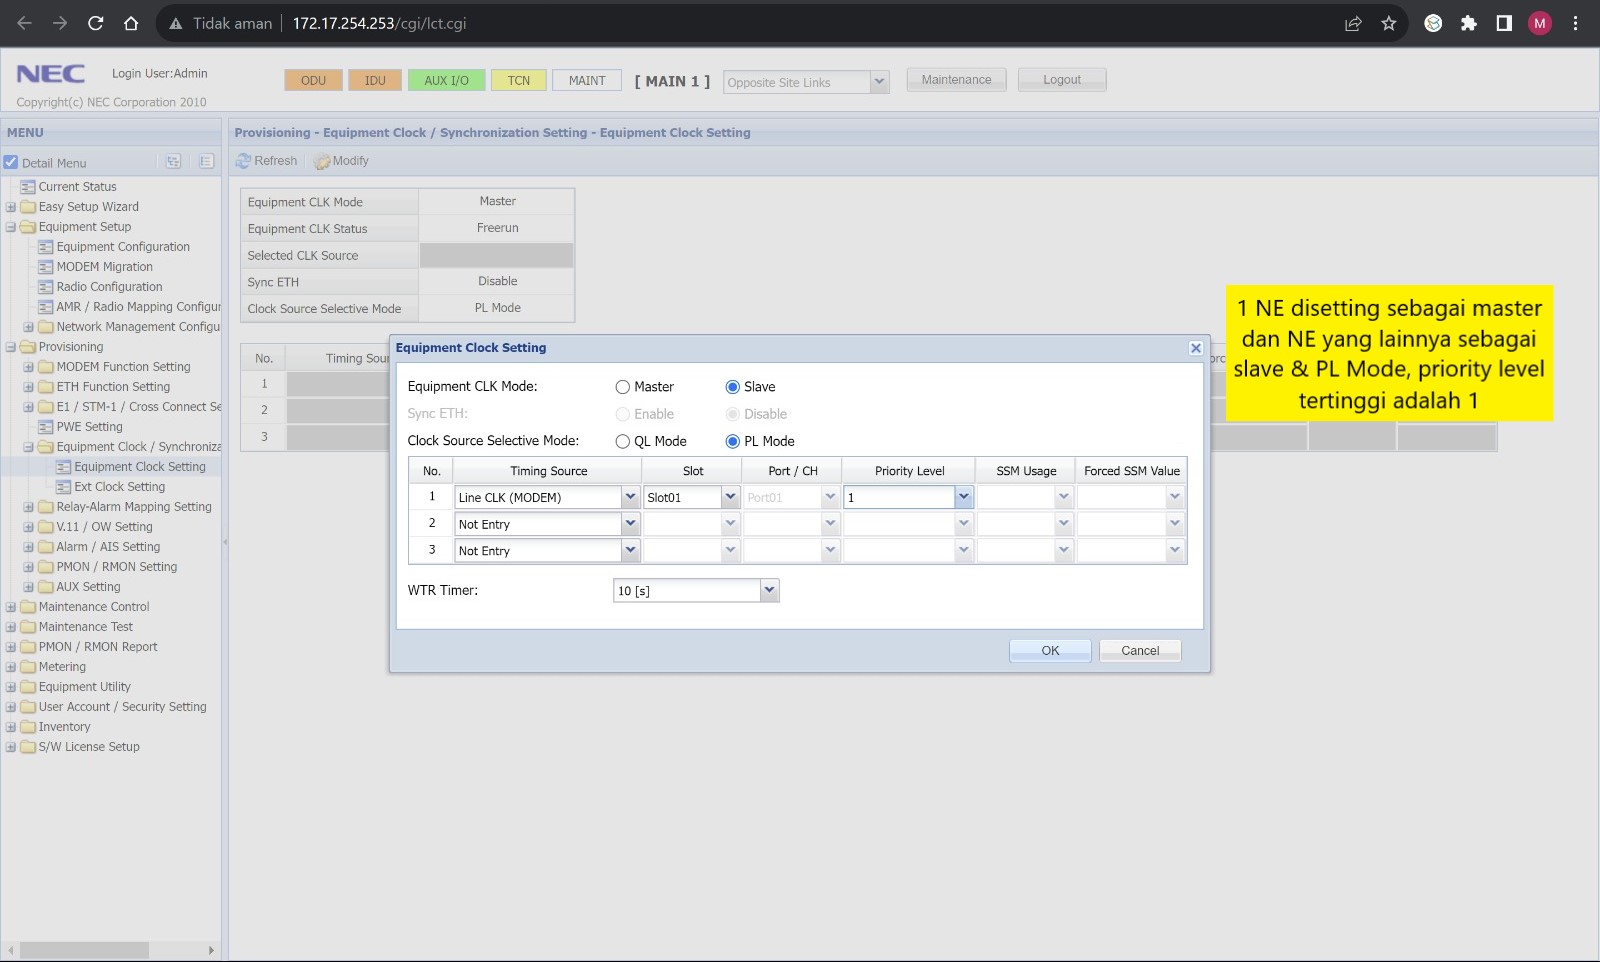 Tidak aman 172.17.254.253/cgi/lct.cgi M
NEC Login User:Admin
Copyright(c) NEC Corporation 2010
ODU IDU AUX I/O TCN MAINT [ MAIN 1 ] Opposite Site Links Maintenance Logout
MENU
Detail Menu
Current Status
Easy Setup Wizard
Equipment Setup
Equipment Configuration
MODEM Migration
Radio Configuration
AMR / Radio Mapping Configur
Network Management Configu
Provisioning
MODEM Function Setting
ETH Function Setting
E1 / STM-1 / Cross Connect Se
PWE Setting
Equipment Clock / Synchroniza
Equipment Clock Setting
Ext Clock Setting
Relay-Alarm Mapping Setting
V.11 / OW Setting
Alarm / AIS Setting
PMON / RMON Setting
AUX Setting
Maintenance Control
Maintenance Test
PMON / RMON Report
Metering
Equipment Utility
User Account / Security Setting
Inventory
S/W License Setup
Provisioning - Equipment Clock / Synchronization Setting - Equipment Clock Setting
Refresh Modify
Equipment CLK Mode Master
Equipment CLK Status Freerun
Selected CLK Source
Sync ETH Disable
Clock Source Selective Mode PL Mode
No. Timing Sour orc
1
2
3
Equipment Clock Setting
Equipment CLK Mode: Master Slave
Sync ETH: Enable Disable
Clock Source Selective Mode: QL Mode PL Mode
No. Timing Source Slot Port / CH Priority Level SSM Usage Forced SSM Value
1 Line CLK (MODEM) Slot01 Port01 1
2 Not Entry
3 Not Entry
WTR Timer: 10 [s]
OK Cancel
1 NE disetting sebagai master
dan NE yang lainnya sebagai
slave & PL Mode, priority level
tertinggi adalah 1